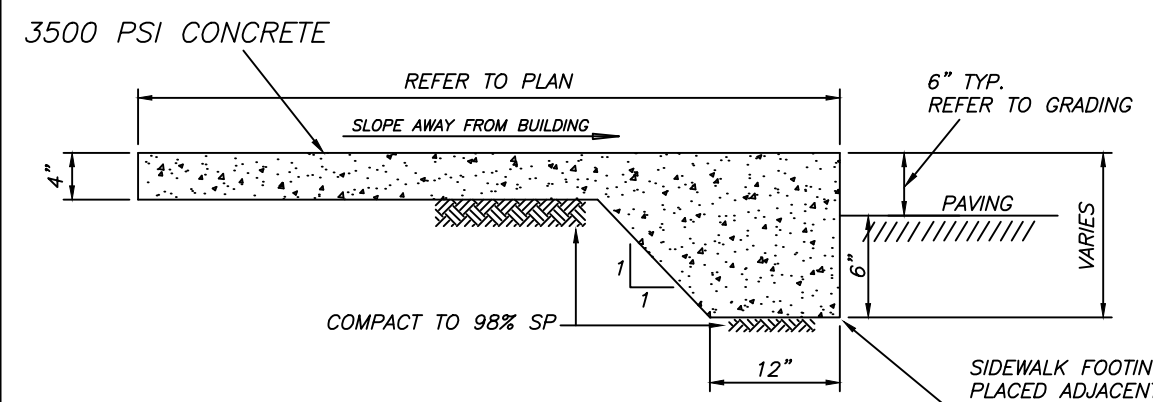 3500 PSI CONCRETE
REFER TO PLAN
6" TYP.
REFER TO GRADING
SLOPE AWAY FROM BUILDING
4"
PAVING
VARIES
6"
1
1
COMPACT TO 98% SP
12"
SIDEWALK FOOTIN
PLACED ADJACENT